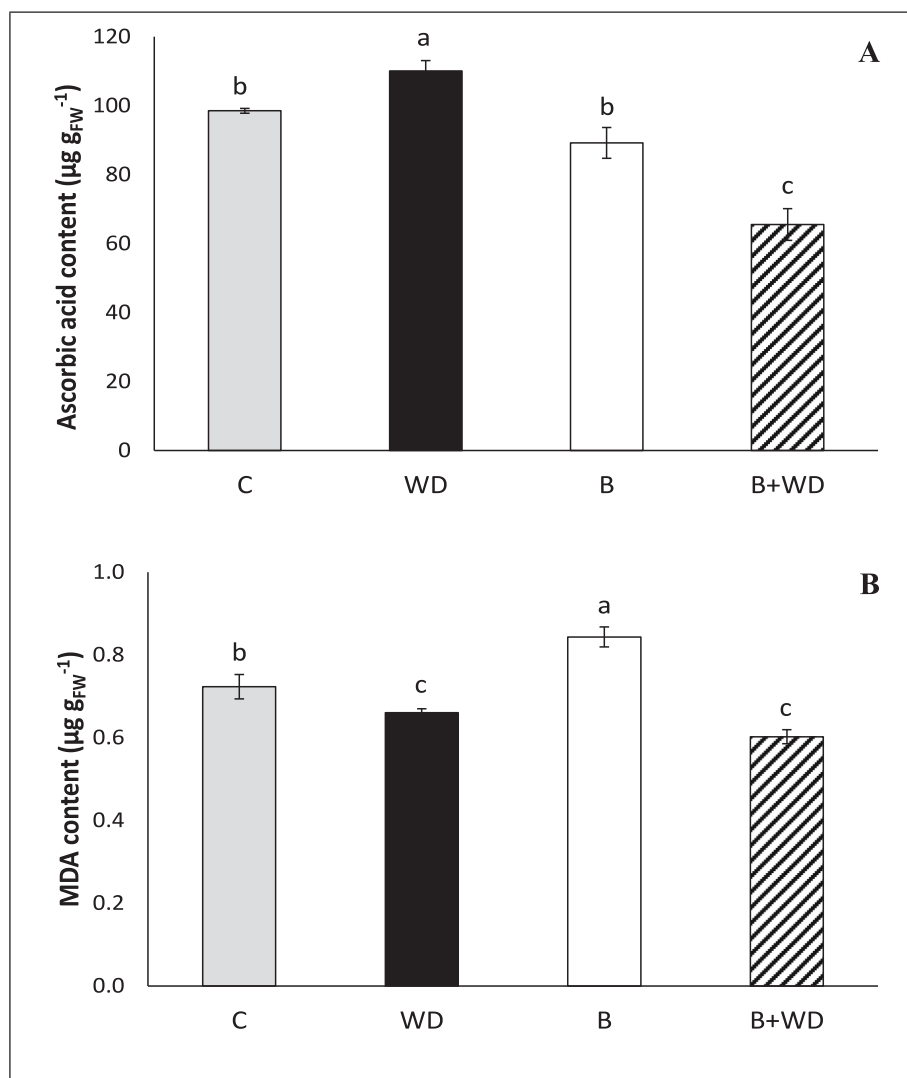 A
Ascorbic acid content (µg gFW-1)
120
100
80
60
40
20
0
b
a
b
c
C
WD
B
B+WD
B
MDA content (µg gFW-1)
1.0
0.8
0.6
0.4
0.2
0.0
b
c
a
c
C
WD
B
B+WD